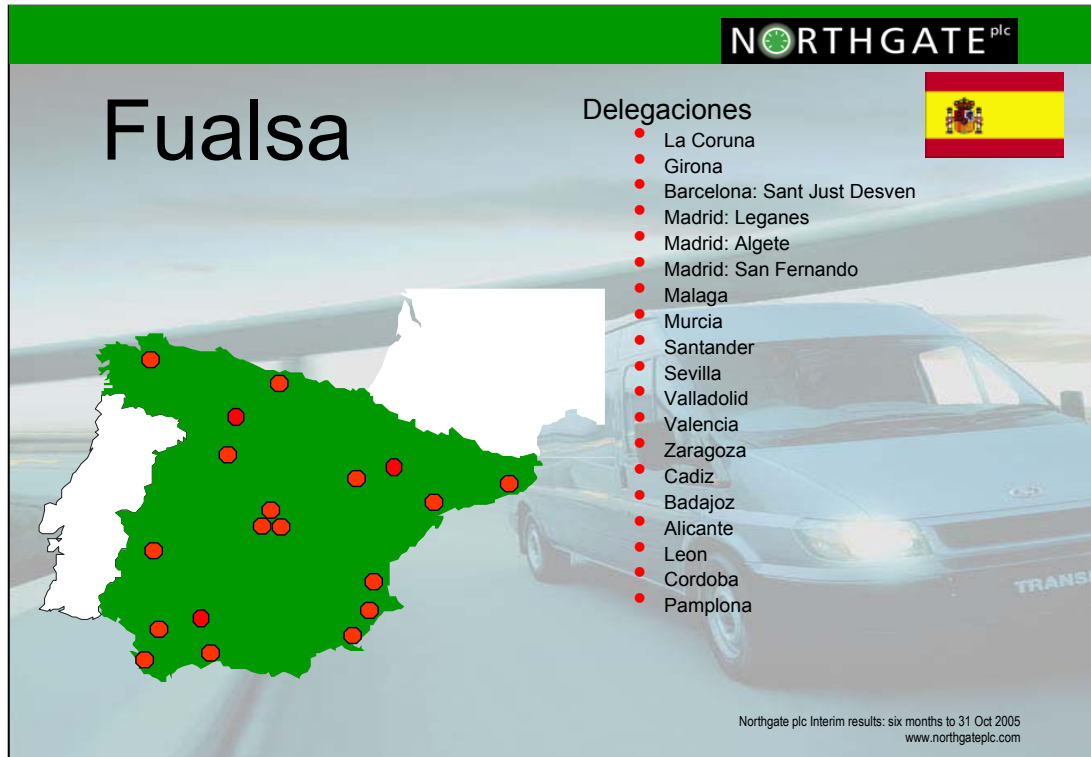 NORTHGATE plc
Fualsa
Delegaciones
La Coruna
Girona
Barcelona: Sant Just Desven
Madrid: Leganes
Madrid: Algete
Madrid: San Fernando
Malaga
Murcia
Santander
Sevilla
Valladolid
Valencia
Zaragoza
Cadiz
Badajoz
Alicante
Leon
Cordoba
Pamplona
TRANS
Northgate plc Interim results: six months to 31 Oct 2005
www.northgateplc.com